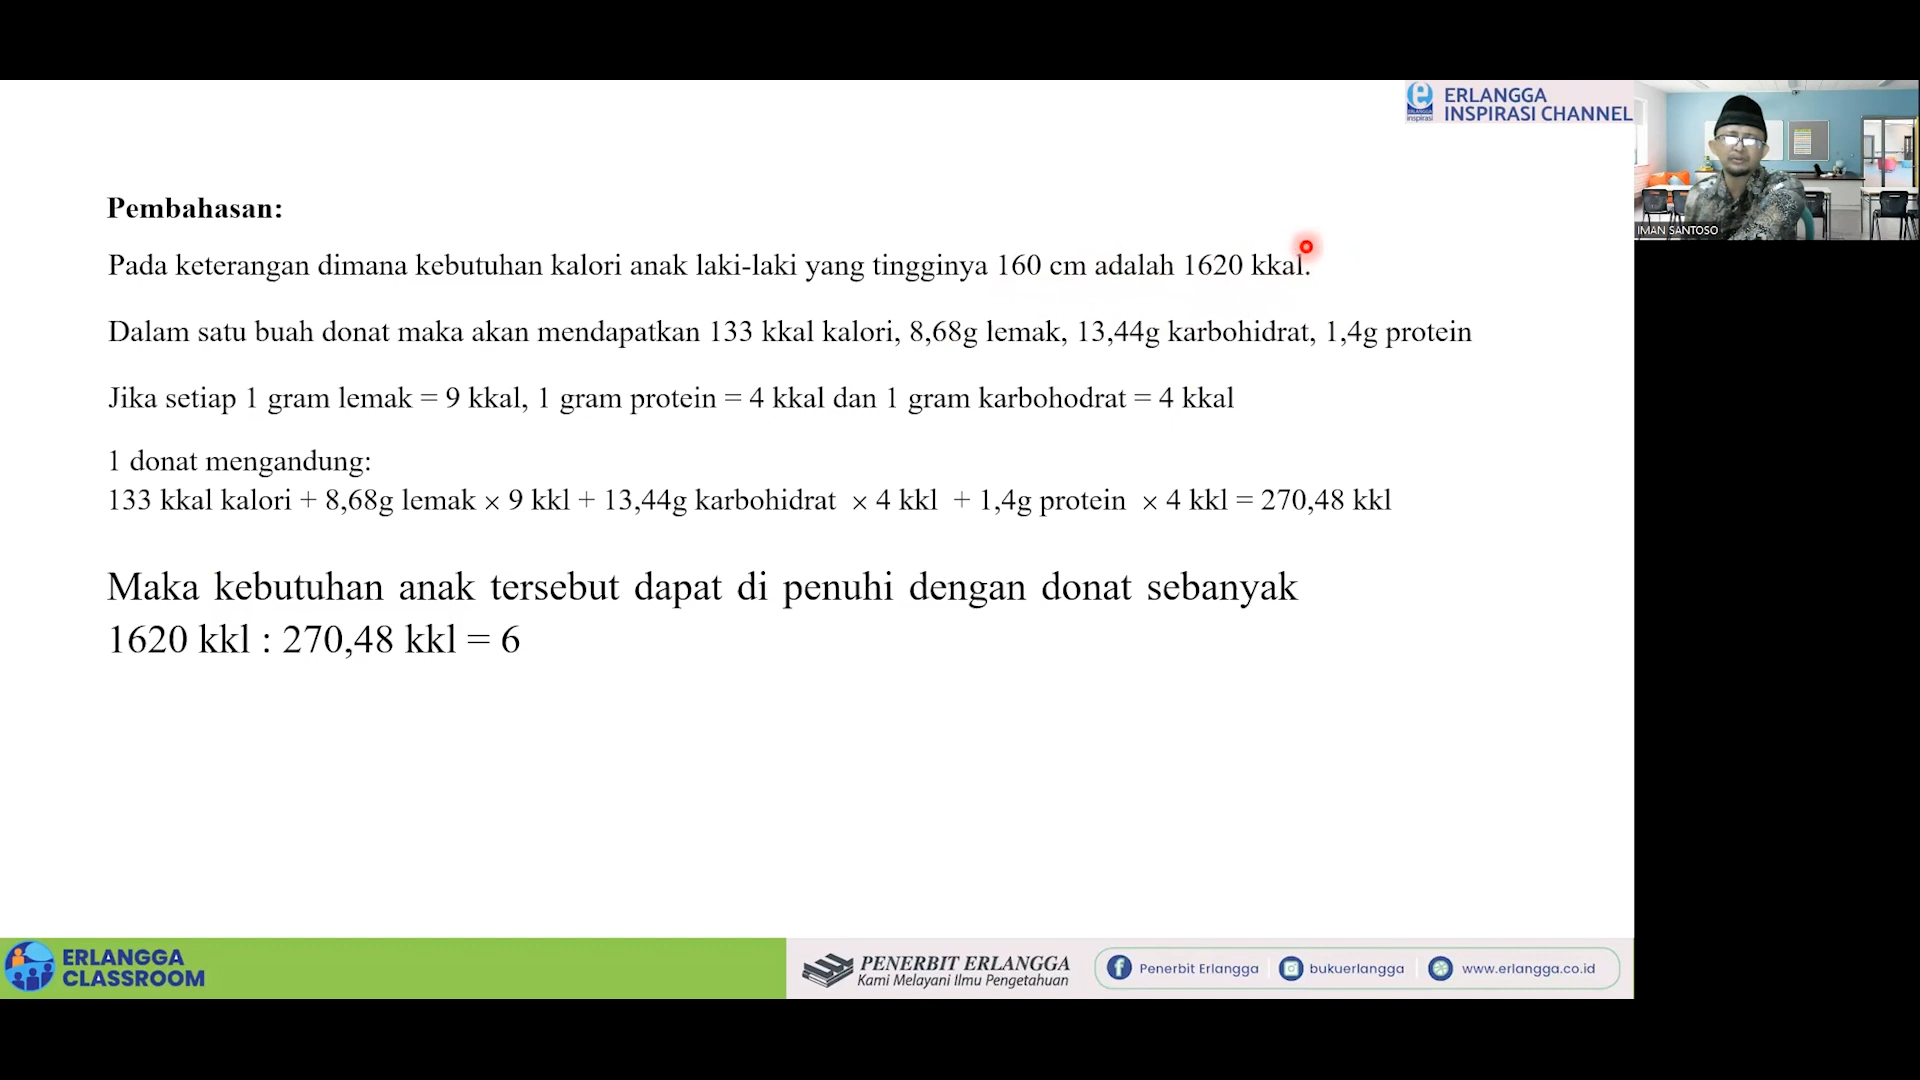 ERLANGGA
INSPIRASI CHANNEL
inspirasi
IMAN SANTOSO
Pembahasan:
Pada keterangan dimana kebutuhan kalori anak laki-laki yang tingginya 160 cm adalah 1620 kkal.
Dalam satu buah donat maka akan mendapatkan 133 kkal kalori, 8,68g lemak, 13,44g karbohidrat, 1,4g protein
Jika setiap 1 gram lemak = 9 kkal, 1 gram protein = 4 kkal dan 1 gram karbohodrat = 4 kkal
1 donat mengandung:
133 kkal kalori + 8,68g lemak × 9 kkl + 13,44g karbohidrat × 4 kkl + 1,4g protein × 4 kkl = 270,48 kkl
Maka kebutuhan anak tersebut dapat di penuhi dengan donat sebanyak
1620 kkl : 270,48 kkl = 6
ERLANGGA
CLASSROOM
PENERBIT ERLANGGA
Kami Melayani Ilmu Pengetahuan
Penerbit Erlangga
bukuerlangga
www.erlangga.co.id